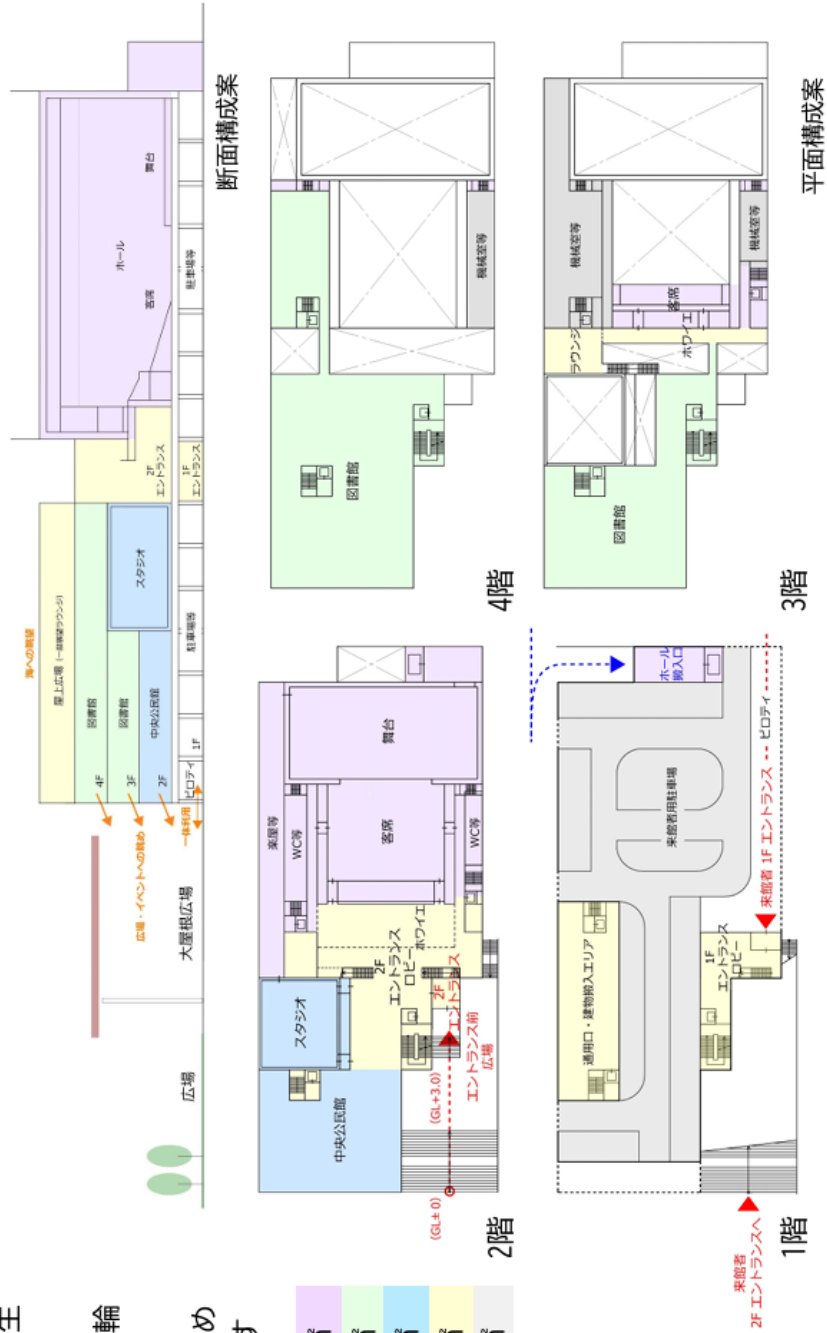 生
輪
め
海への眺望
屋上広場（一部展望ラウンジ）
図書館
4F
図書館
3F
中央公民館
2F
スタジオ
2F
エントランス
1F
エントランス
ホール
客席
舞台
駐車場等
駐車場等
ピロティ
1F
一体利用
広場・イベントへの眺め
大屋根広場
広場
断面構成案
楽屋等
WC等
客席
舞台
WC等
ホワイエ
2F
エントランス
ロビー
スタジオ
中央公民館
2F
エントランス
エントランス前
広場
(GL+3.0)
(GL±0)
2階
図書館
機械室等
4階
通用口・建物搬入エリア
来館者用駐車場
ホール
搬入口
1F
エントランス
ロビー
来館者 1F エントランス
ピロティ
来館者
2F エントランスへ
1階
機械室等
ラウンジ
客席
ホワイエ
機械室等
図書館
3階
平面構成案